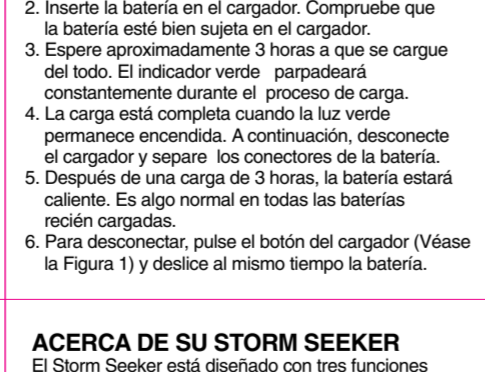 2. Inserte la batería en el cargador. Compruebe que
la batería esté bien sujeta en el cargador.
3. Espere aproximadamente 3 horas a que se cargue
del todo. El indicador verde parpadeará
constantemente durante el proceso de carga.
4. La carga está completa cuando la luz verde
permanece encendida. A continuación, desconecte
el cargador y separe los conectores de la batería.
5. Después de una carga de 3 horas, la batería estará
caliente. Es algo normal en todas las baterías
recién cargadas.
6. Para desconectar, pulse el botón del cargador (Véase
la Figura 1) y deslice al mismo tiempo la batería.
ACERCA DE SU STORM SEEKER
El Storm Seeker está diseñado con tres funciones